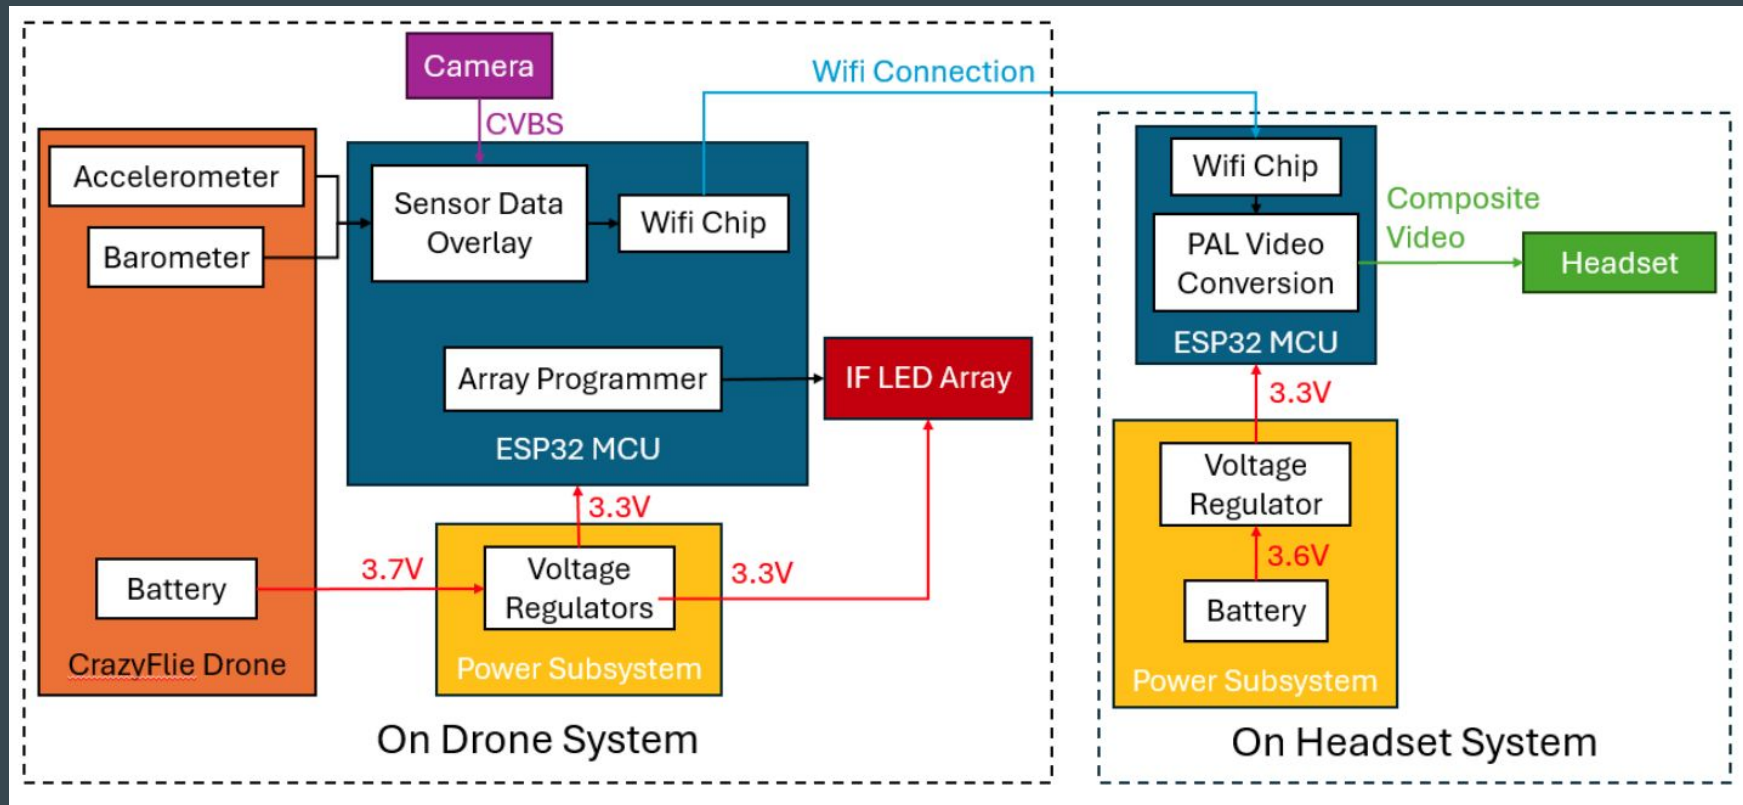 Camera
Wifi Connection
CVBS
Accelerometer
Barometer
Sensor Data
Overlay
Wifi Chip
Array Programmer
IF LED Array
ESP32 MCU
3.3V
Battery
3.7V
Voltage
Regulators
3.3V
CrazyFlie Drone
Power Subsystem
On Drone System
Wifi Chip
PAL Video
Conversion
ESP32 MCU
Composite
Video
Headset
3.3V
Voltage
Regulator
3.6V
Battery
Power Subsystem
On Headset System